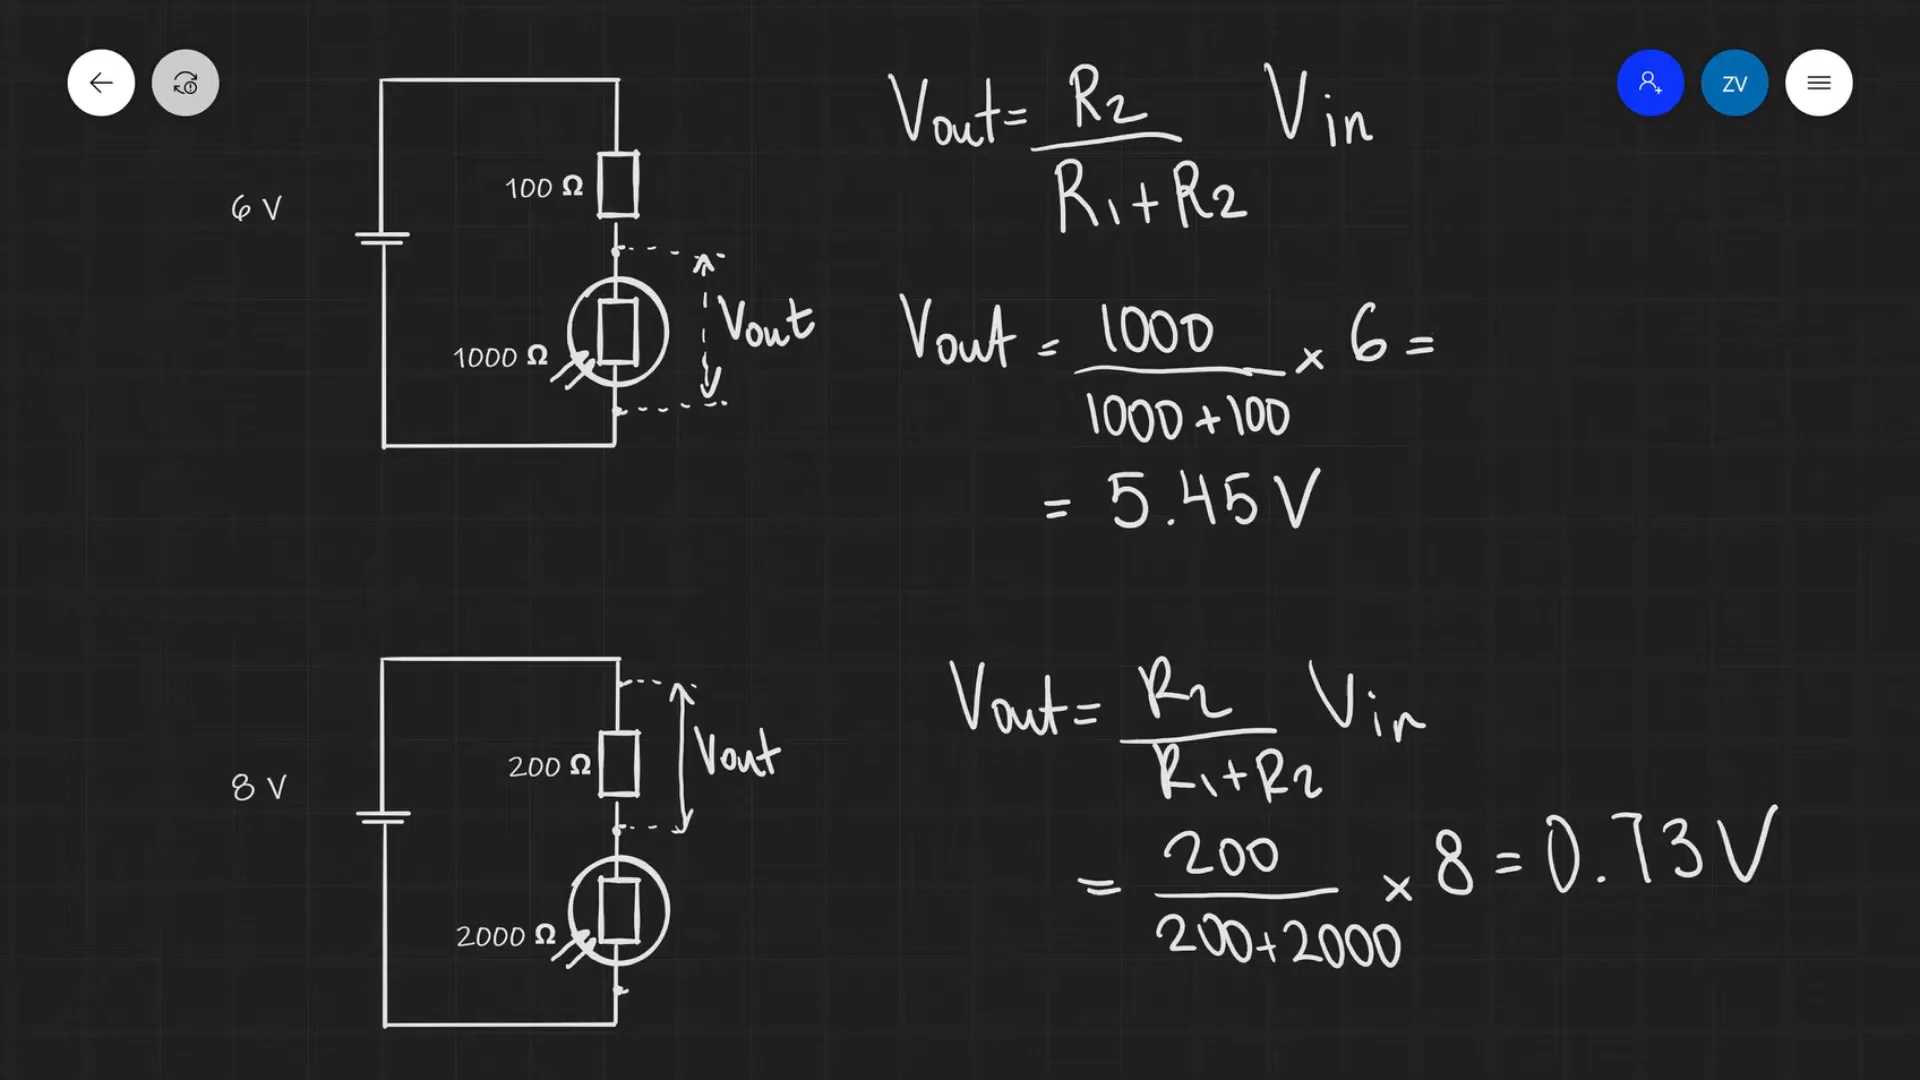 ZV
6 V
100 Ω
1000 Ω
Vout
Vout = R2 / R1+R2 Vin
Vout = 1000 / 1000+100 × 6 =
= 5.45 V
8 V
200 Ω
2000 Ω
Vout
Vout = R2 / R1+R2 Vin
= 200 / 200+2000 × 8 = 0.73 V